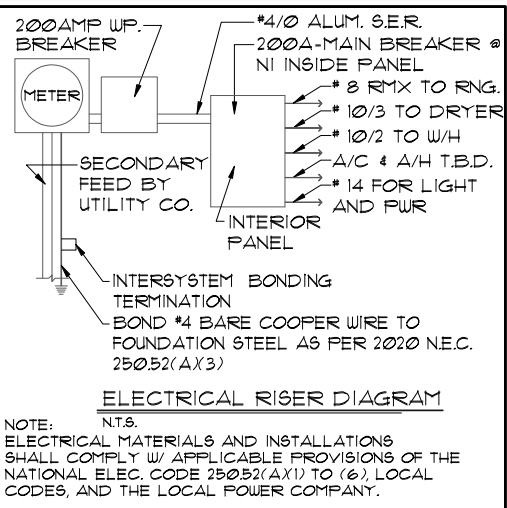 200AMP WP.
BREAKER
#4/0 ALUM. S.E.R.
200A-MAIN BREAKER @
N1 INSIDE PANEL
METER
# 8 RMX TO RNG.
# 10/3 TO DRYER
# 10/2 TO W/H
A/C & A/H T.B.D.
# 14 FOR LIGHT
AND PWR
SECONDARY
FEED BY
UTILITY CO.
INTERIOR
PANEL
INTERSYSTEM BONDING
TERMINATION
BOND #4 BARE COOPER WIRE TO
FOUNDATION STEEL AS PER 2020 N.E.C.
250.52(A)(3)
ELECTRICAL RISER DIAGRAM
N.T.S.
NOTE:
ELECTRICAL MATERIALS AND INSTALLATIONS
SHALL COMPLY W/ APPLICABLE PROVISIONS OF THE
NATIONAL ELEC. CODE 250.52(A)(1) TO (6), LOCAL
CODES, AND THE LOCAL POWER COMPANY.